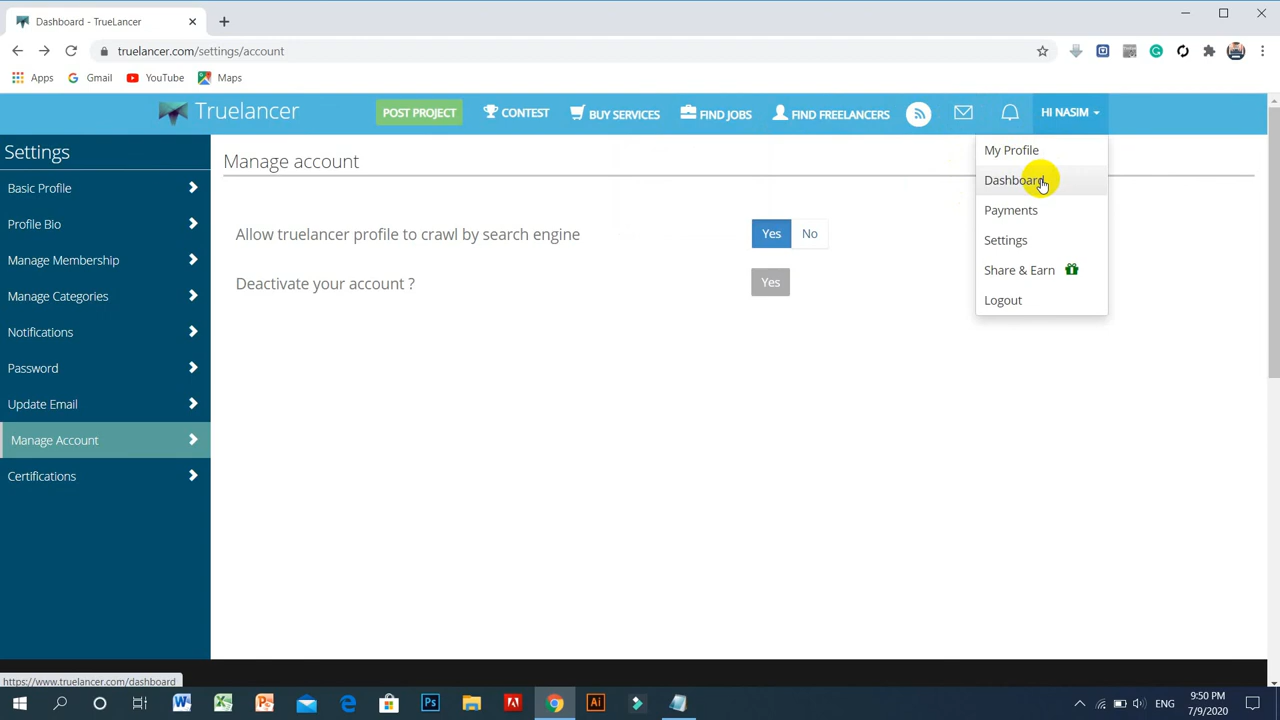 Dashboard - TrueLancer
truelancer.com/settings/account
Apps Gmail YouTube Maps
Truelancer POST PROJECT CONTEST BUY SERVICES FIND JOBS FIND FREELANCERS HI NASIM
Settings
Basic Profile
Profile Bio
Manage Membership
Manage Categories
Notifications
Password
Update Email
Manage Account
Certifications
Manage account
Allow truelancer profile to crawl by search engine Yes No
Deactivate your account ? Yes
My Profile
Dashboard
Payments
Settings
Share & Earn
Logout
https://www.truelancer.com/dashboard
Ps Ai
ENG
9:50 PM
7/9/2020